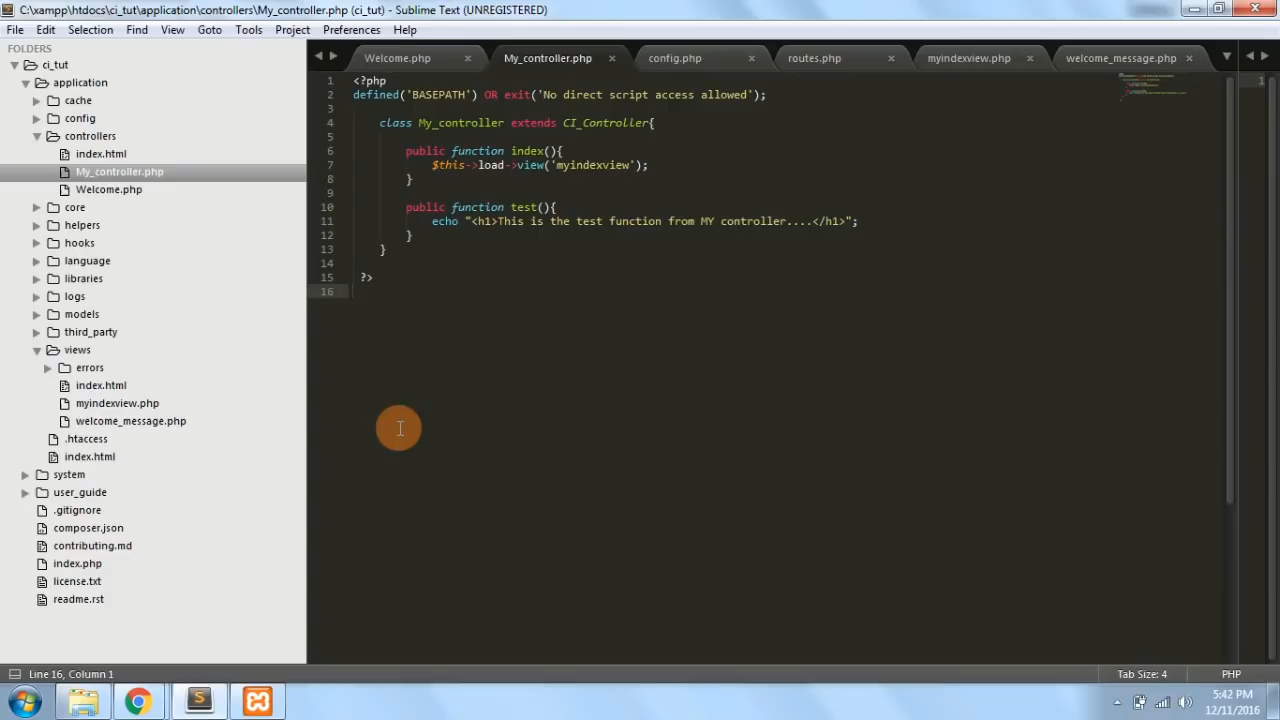 C:\xampp\htdocs\ci_tut\application\controllers\My_controller.php (ci_tut) - Sublime Text (UNREGISTERED)
File Edit Selection Find View Goto Tools Project Preferences Help
FOLDERS
ci_tut
application
cache
config
controllers
index.html
My_controller.php
Welcome.php
core
helpers
hooks
language
libraries
logs
models
third_party
views
errors
index.html
myindexview.php
welcome_message.php
.htaccess
index.html
system
user_guide
.gitignore
composer.json
contributing.md
index.php
license.txt
readme.rst
Welcome.php My_controller.php config.php routes.php myindexview.php welcome_message.php
1 <?php
2 defined('BASEPATH') OR exit('No direct script access allowed');
3
4 class My_controller extends CI_Controller{
5
6 public function index(){
7 $this->load->view('myindexview');
8 }
9
10 public function test(){
11 echo "<h1>This is the test function from MY controller....</h1>";
12 }
13 }
14
15 ?>
16
1
Line 16, Column 1 Tab Size: 4 PHP
5:42 PM
12/11/2016